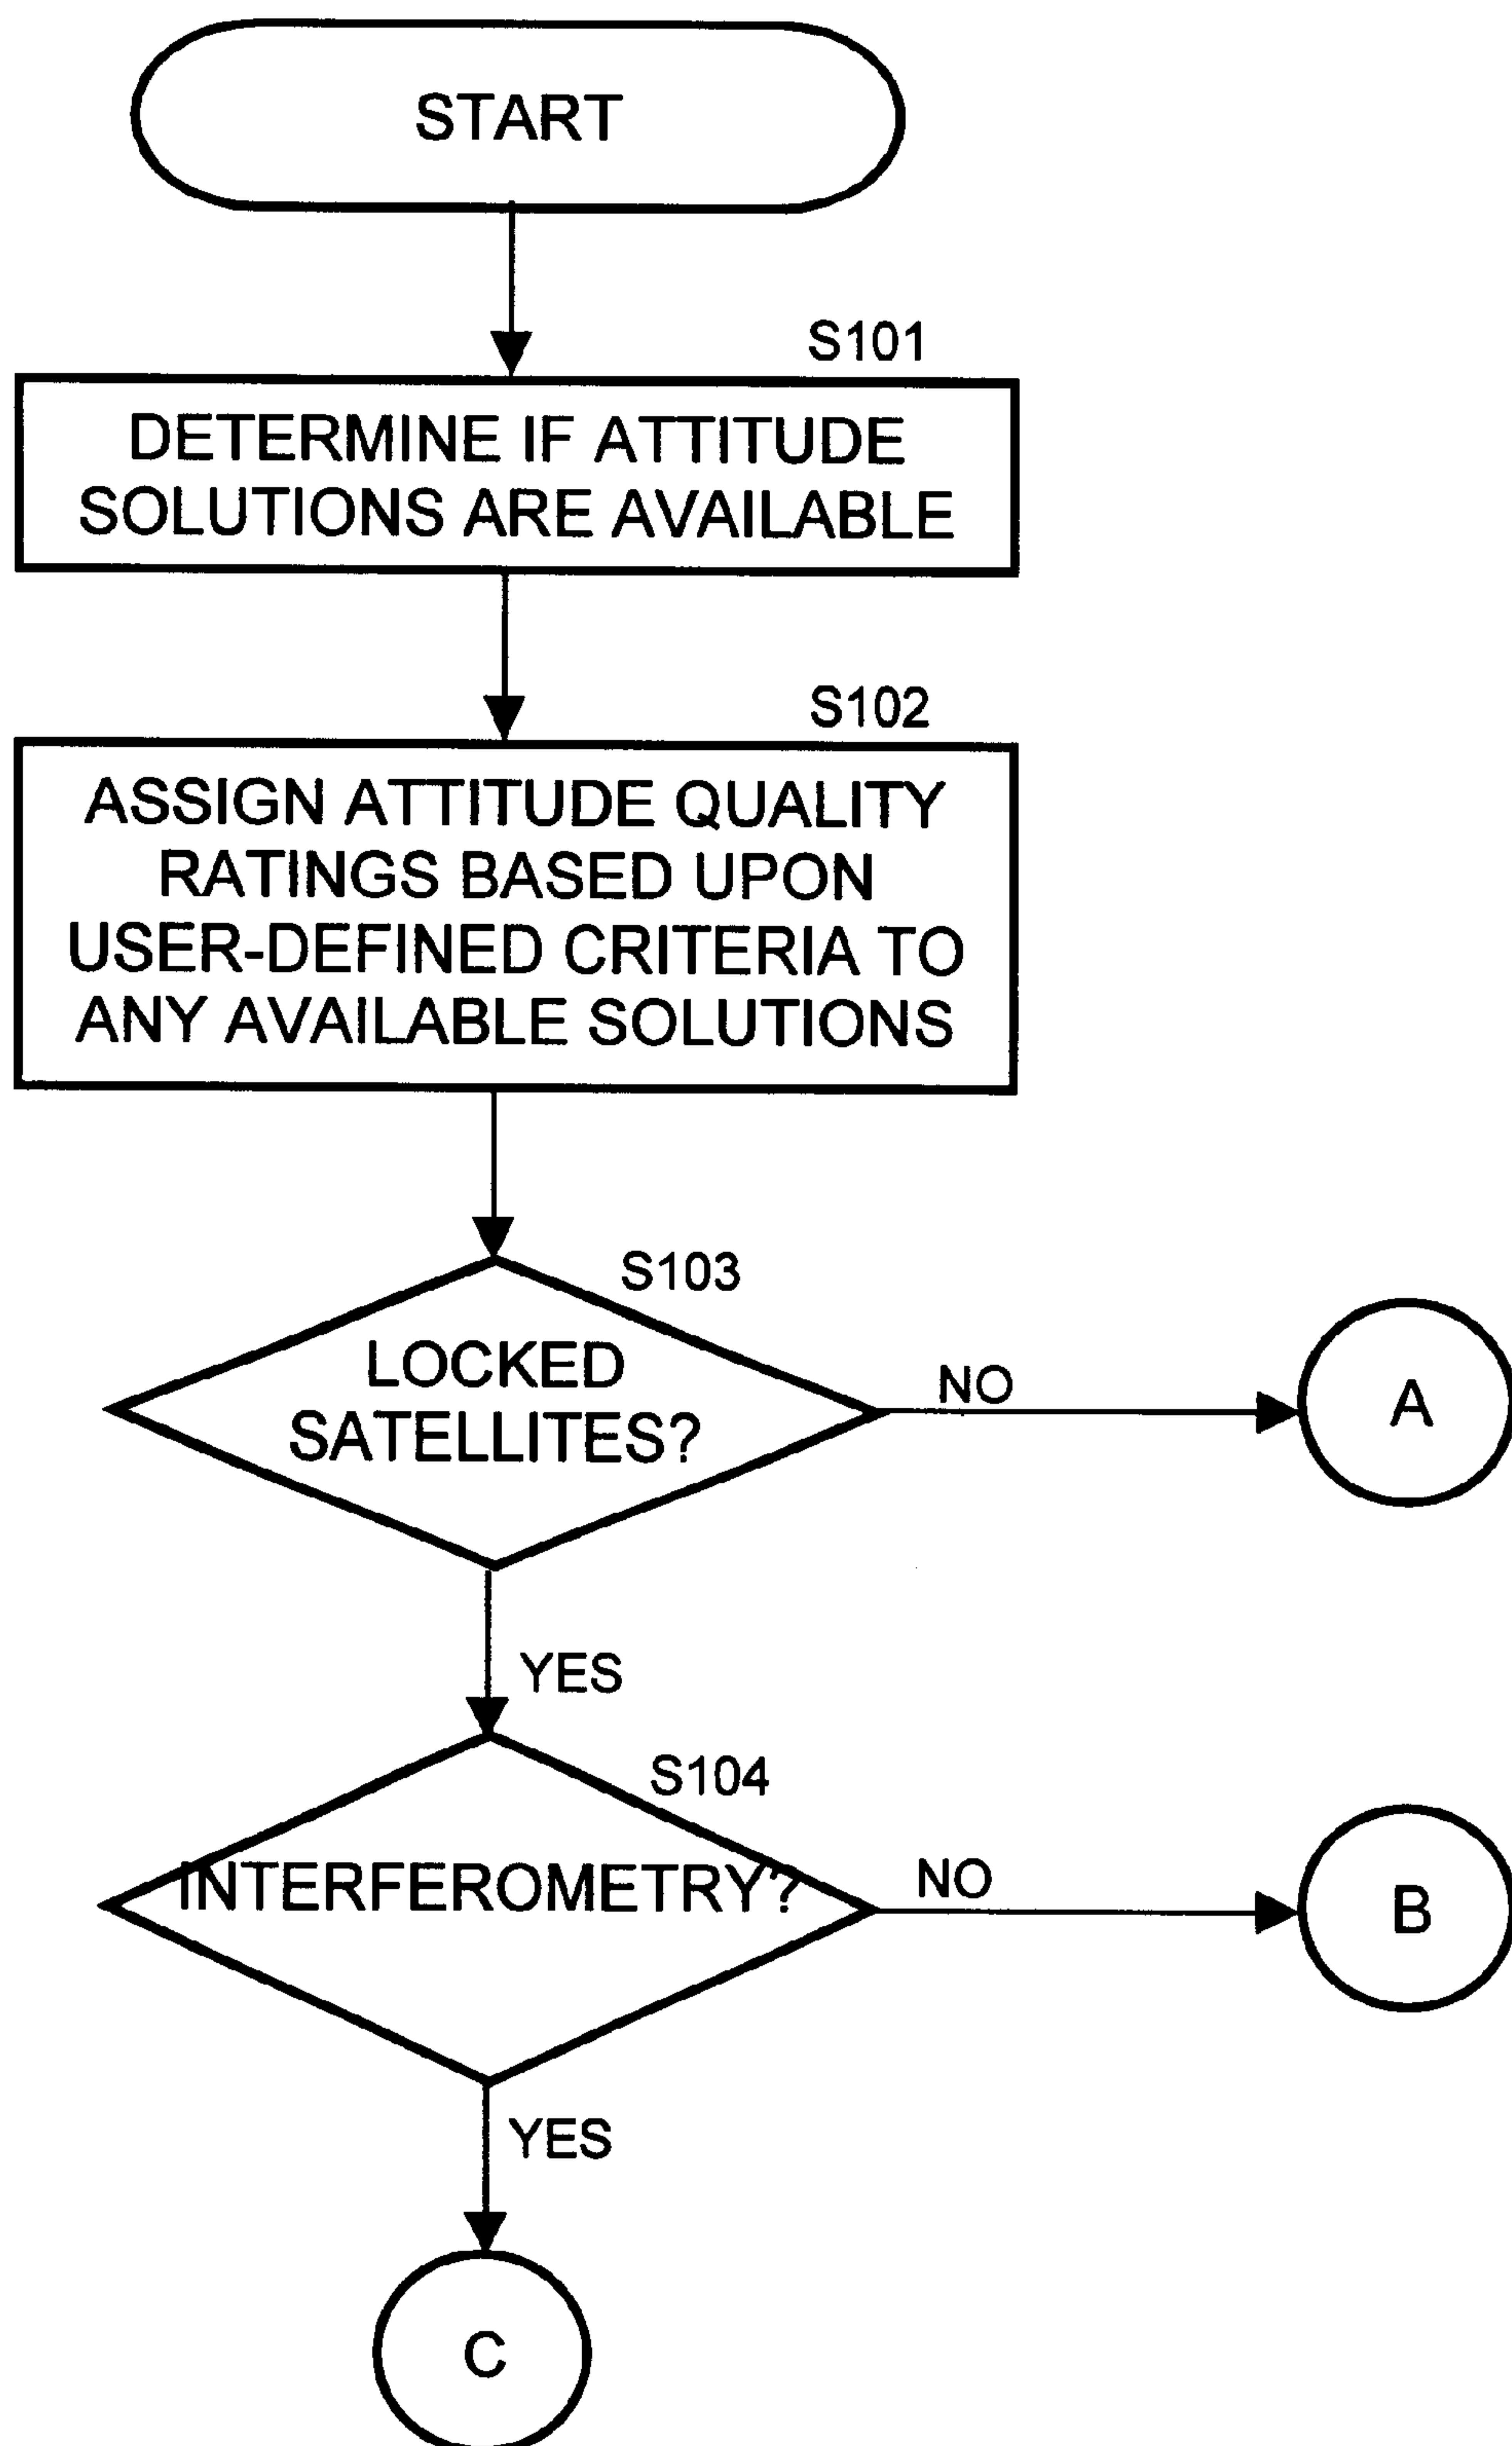 START
S101
DETERMINE IF ATTITUDE
SOLUTIONS ARE AVAILABLE
S102
ASSIGN ATTITUDE QUALITY
RATINGS BASED UPON
USER-DEFINED CRITERIA TO
ANY AVAILABLE SOLUTIONS
S103
LOCKED
SATELLITES?
NO
A
YES
S104
INTERFEROMETRY?
NO
B
YES
C